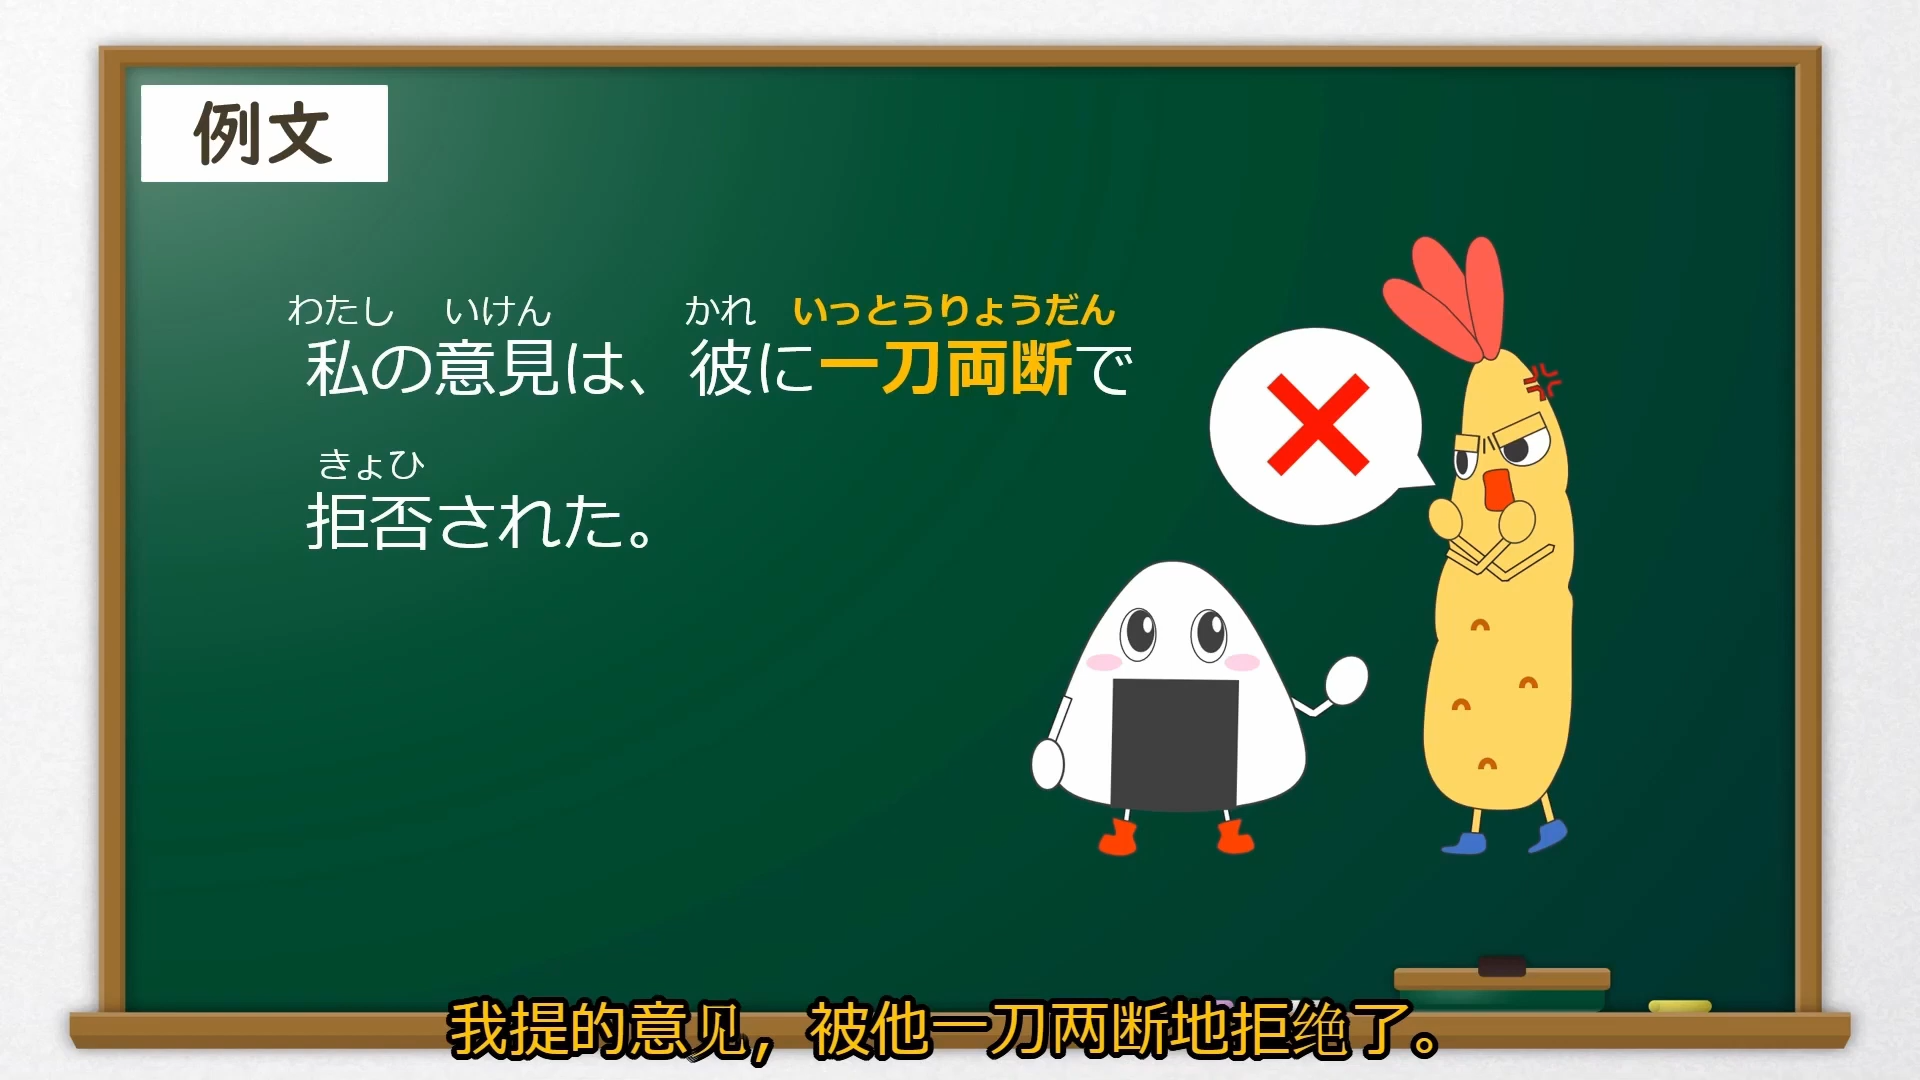 例文
わたし いけん かれ いっとうりょうだん
私の意見は、彼に一刀両断で
きょひ
拒否された。
我提的意见，被他一刀两断地拒绝了。